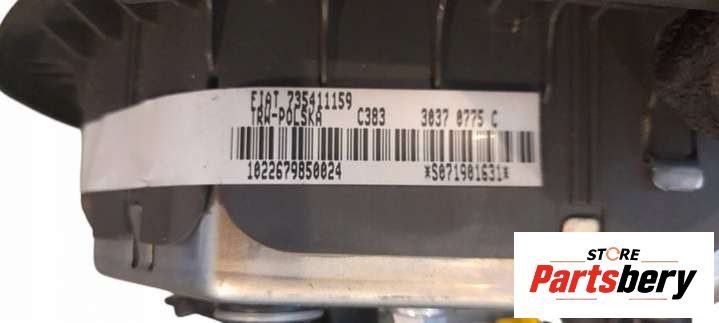 FIAT 735411159
TRW-POLSKA C383 3037 0775 C
1022679850024 *S071901631*
STORE
Partsbery